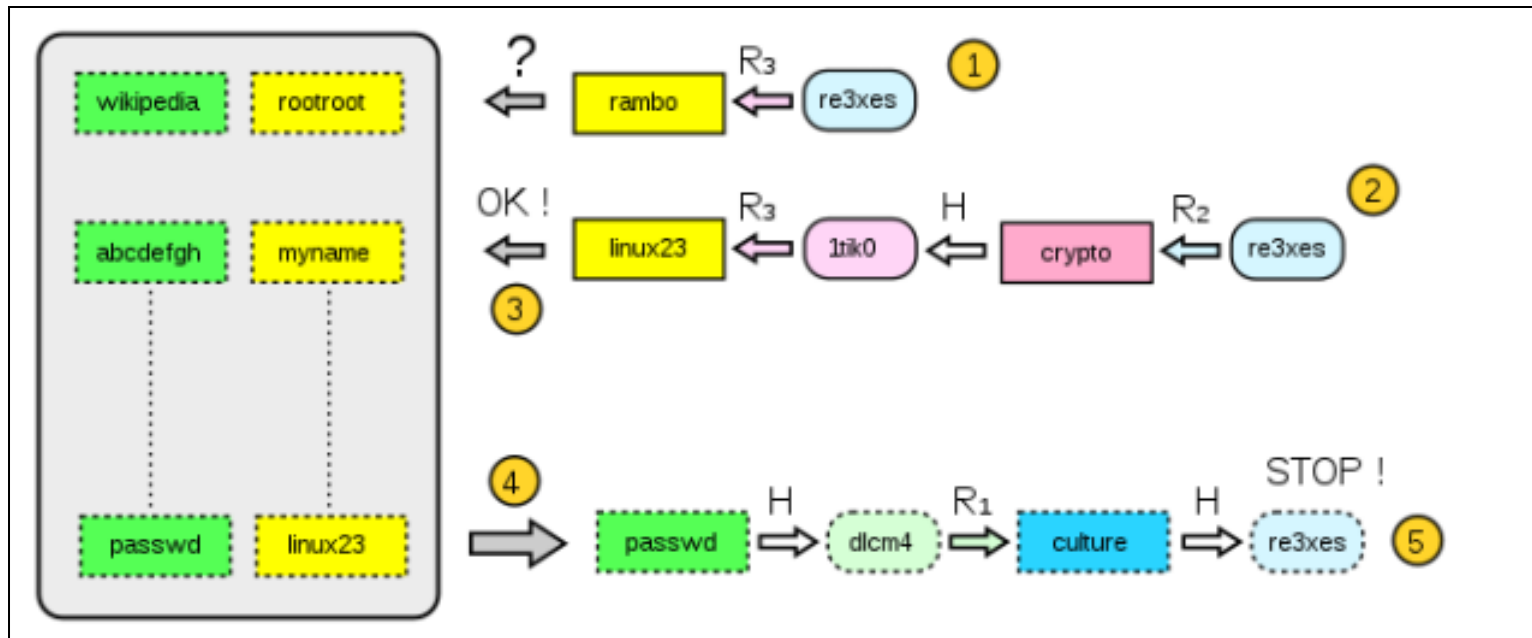 wikipedia rootroot ? rambo R₃ re3xes 1
abcdefgh myname OK ! linux23 R₃ 1tik0 H crypto R₂ re3xes 2
3
passwd linux23 4 passwd H dlcm4 R₁ culture H re3xes STOP ! 5